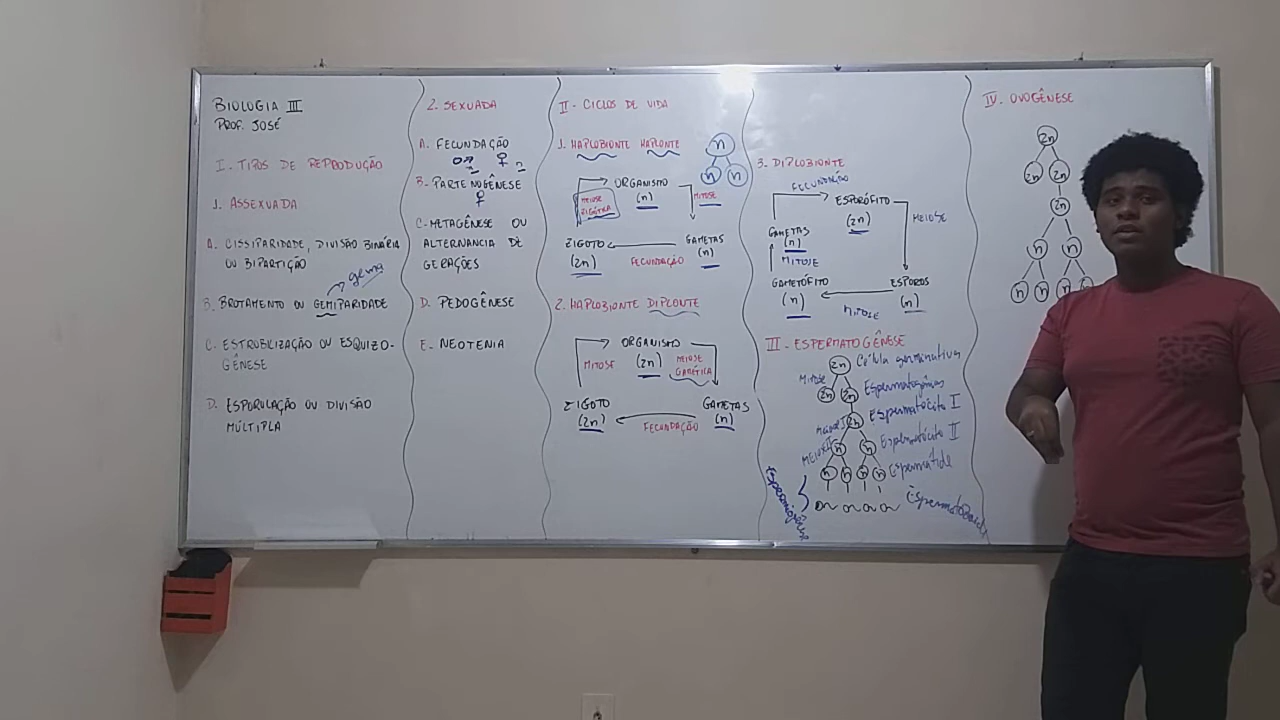 BIOLOGIA III
PROF. JOSÉ
I. TIPOS DE REPRODUÇÃO
1. ASSEXUADA
A. CISSIPARIDADE, DIVISÃO BINÁRIA
OU BIPARTIÇÃO
gema
B. BROTAMENTO OU GEMIPARIDADE
C. ESTROBILIZAÇÃO OU ESQUIZO-
GÊNESE
D. ESPORULAÇÃO OU DIVISÃO
MÚLTIPLA
2. SEXUADA
A. FECUNDAÇÃO
♂ ♀
B. PARTENOGÊNESE
♀
C. METAGÊNESE OU
ALTERNANCIA DE
GERAÇÕES
D. PEDOGÊNESE
E. NEOTENIA
II - CICLOS DE VIDA
1. HAPLOBIONTE HAPLONTE
n
n n
ORGANISMO
(n)
MEIOSE
ZIGÓTICA
MITOSE
ZIGOTO
(2n)
GAMETAS
(n)
FECUNDAÇÃO
2. HAPLOBIONTE DIPLONTE
ORGANISMO
(2n)
MITOSE
MEIOSE
GAMÉTICA
ZIGOTO
(2n)
GAMETAS
(n)
FECUNDAÇÃO
3. DIPLOBIONTE
FECUNDAÇÃO
ESPORÓFITO
(2n)
MEIOSE
GAMETAS
(n)
MITOSE
GAMETÓFITO
(n)
ESPOROS
(n)
MITOSE
III - ESPERMATOGÊNESE
2n Célula germinativa
MITOSE
2n 2n Espermatogônias
2n Espermatócito I
MEIOSE I
n n Espermatócito II
MEIOSE II
n n n n Espermátide
Espermatozoides
Espermiogênese
IV. OVOGÊNESE
2n
2n 2n
2n
n n
n n n